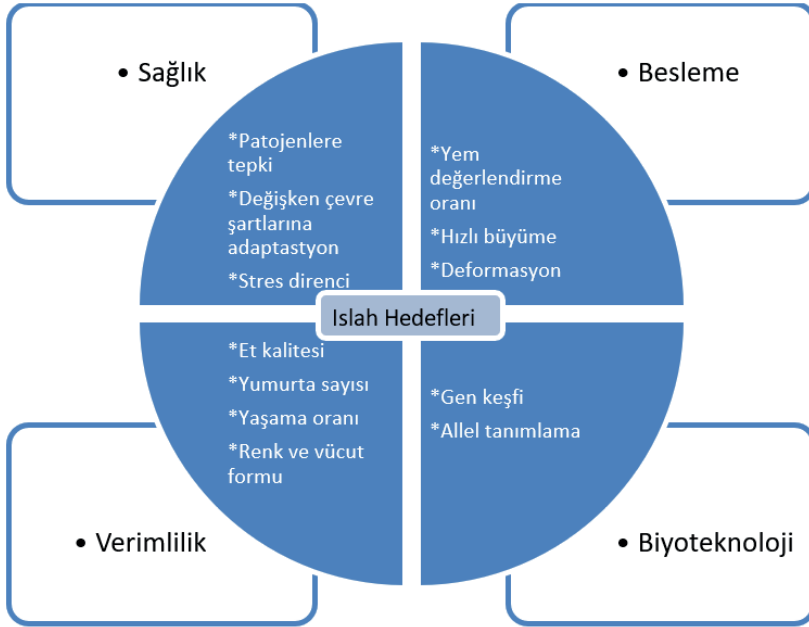 • Sağlık
*Patojenlere
tepki
*Değişken çevre
şartlarına
adaptastyon
*Stres direnci
• Besleme
*Yem
değerlendirme
oranı
*Hızlı büyüme
*Deformasyon
Islah Hedefleri
*Et kalitesi
*Yumurta sayısı
*Yaşama oranı
*Renk ve vücut
formu
• Verimlilik
*Gen keşfi
*Allel tanımlama
• Biyoteknoloji